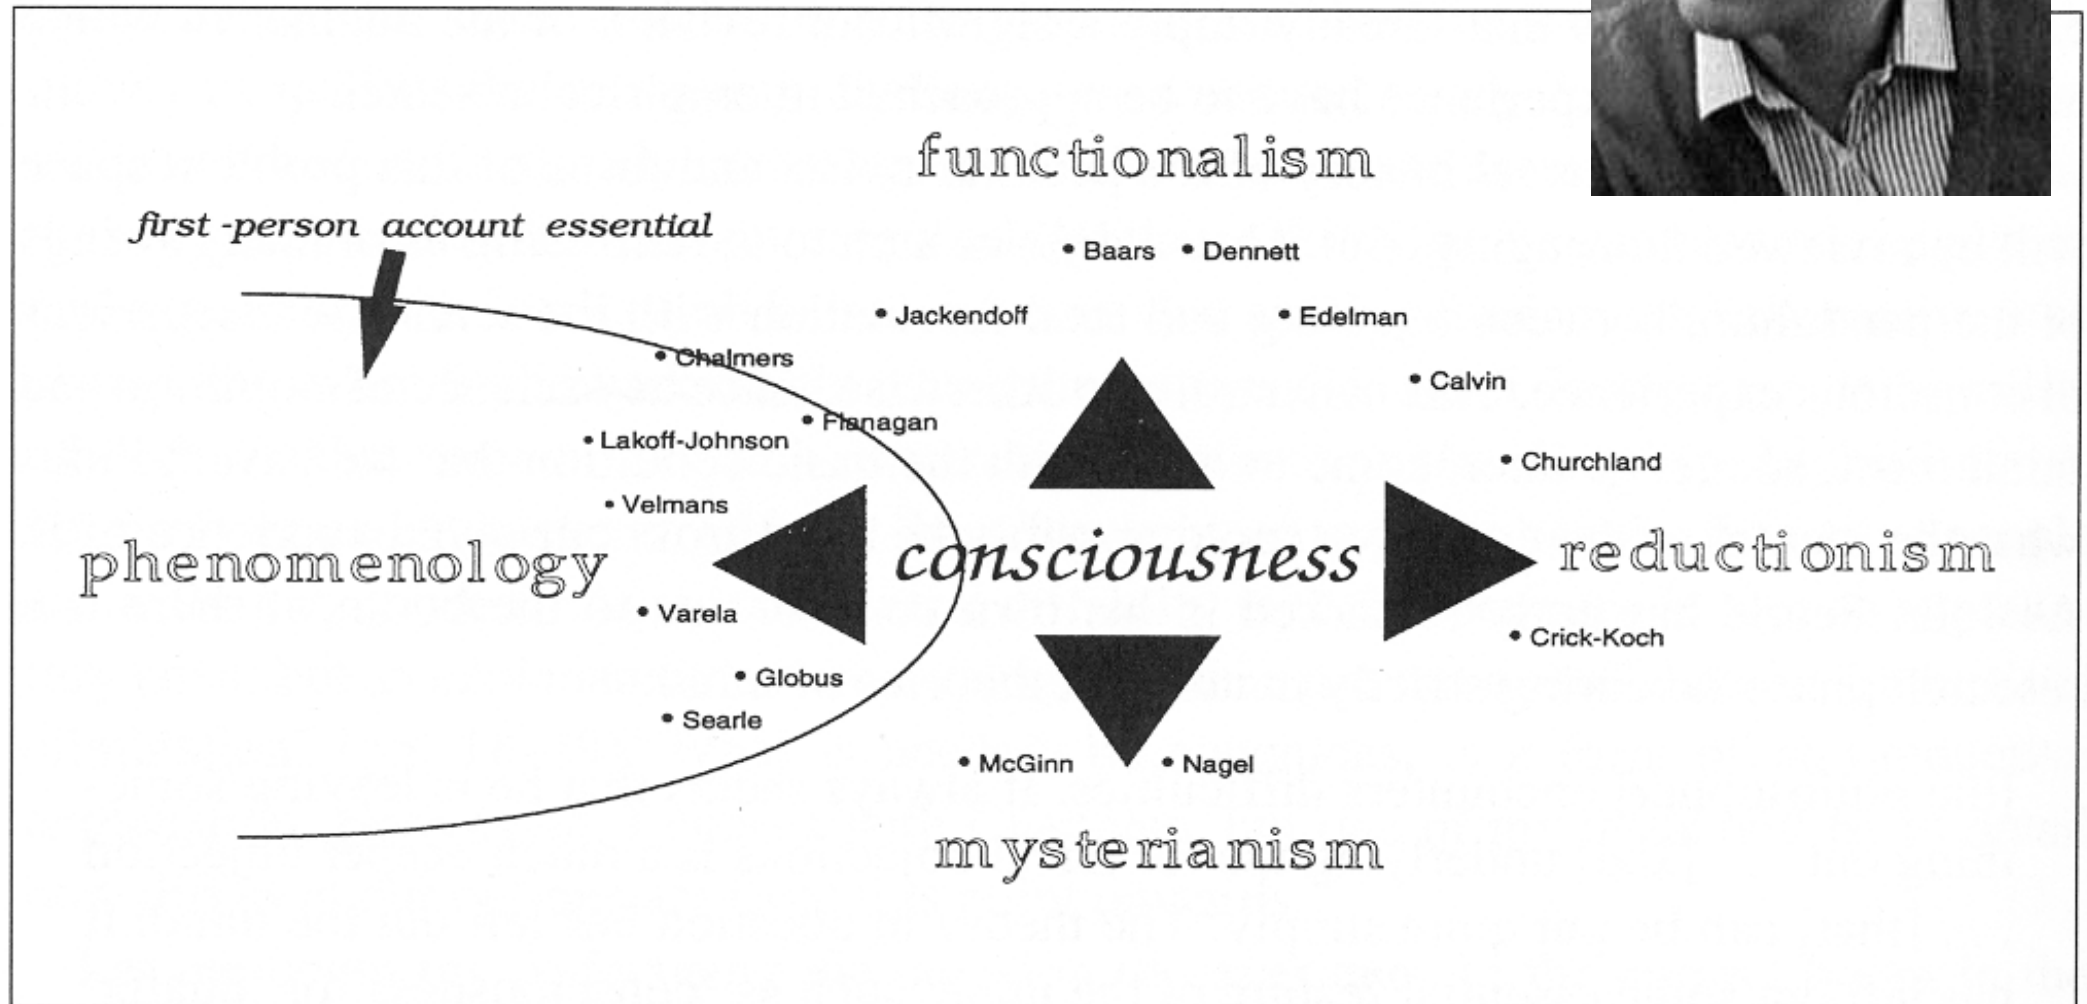 functionalism
first-person account essential
• Baars • Dennett
• Jackendoff
• Edelman
• Chalmers
• Calvin
• Flanagan
• Lakoff-Johnson
• Churchland
• Velmans
phenomenology
consciousness
reductionism
• Varela
• Crick-Koch
• Globus
• Searle
• McGinn
• Nagel
mysterianism